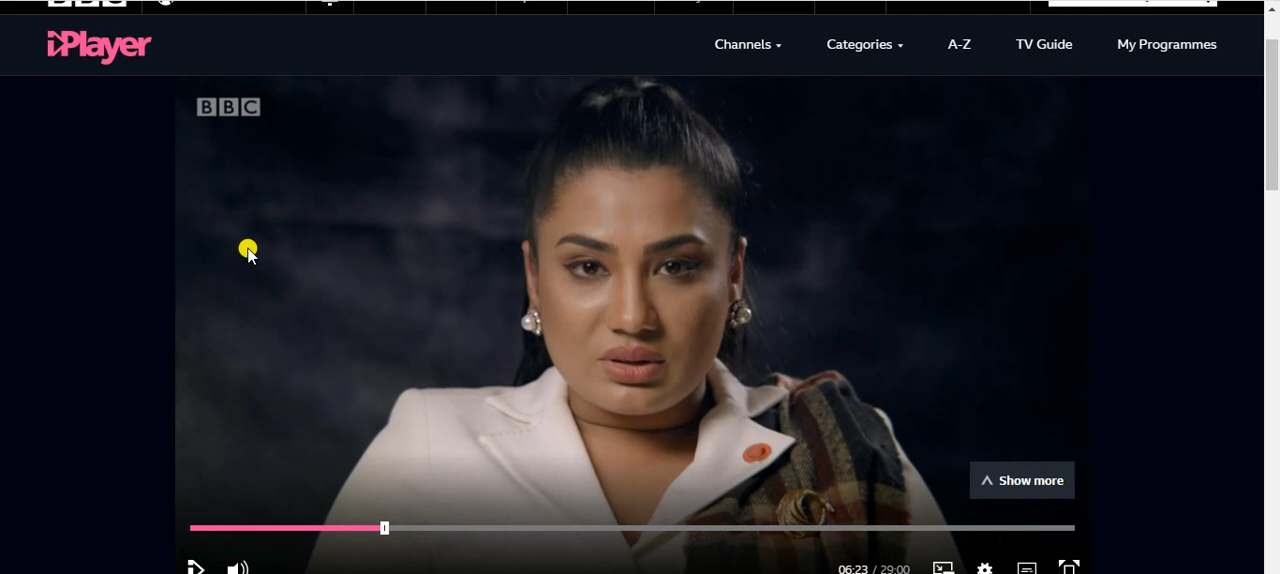 iPlayer
Channels
Categories
A-Z
TV Guide
My Programmes
BBC
Show more
06:23 / 29:00